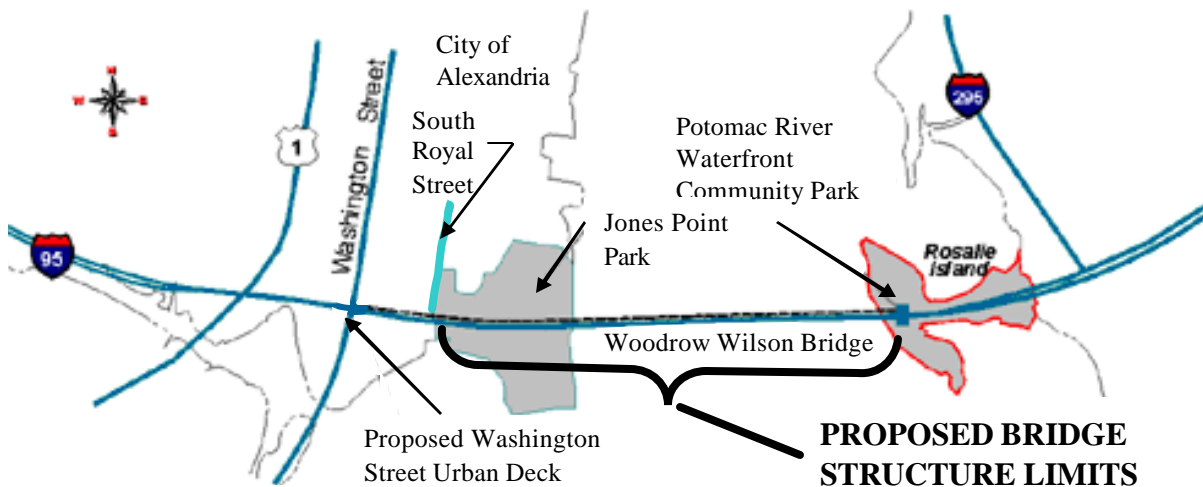 City of
Alexandria
N
W
E
S
Washington Street
1
South
Royal
Street
295
Potomac River
Waterfront
Community Park
Jones Point
Park
95
Rosalie
island
Woodrow Wilson Bridge
Proposed Washington
Street Urban Deck
PROPOSED BRIDGE
STRUCTURE LIMITS